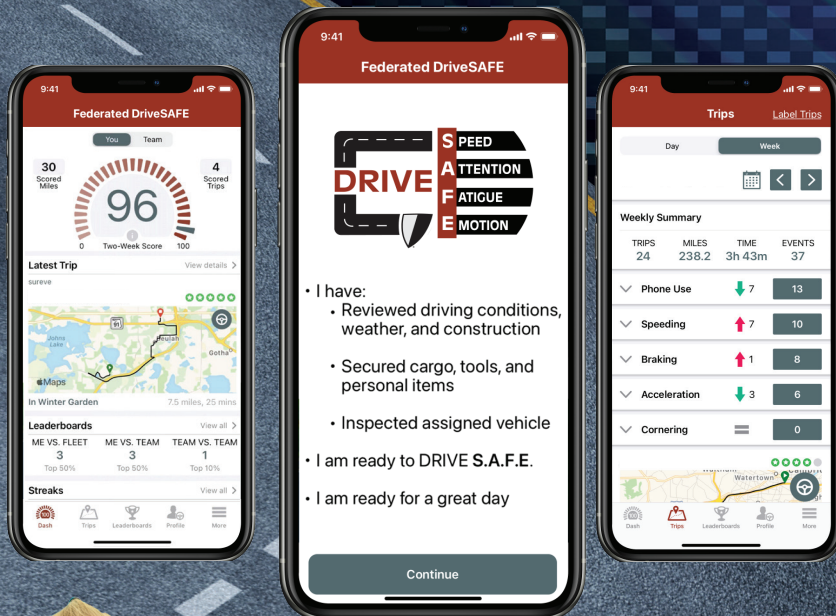 9:41
Federated DriveSAFE
You Team
30
Scored
Miles
4
Scored
Trips
96
0 Two-Week Score 100
Latest Trip View details >
sureve
91
Johns
Lake
Beulah
Gotha
Maps
In Winter Garden 7.5 miles, 25 mins
Leaderboards View all >
ME VS. FLEET ME VS. TEAM TEAM VS. TEAM
3 3 1
Top 50% Top 50% Top 10%
Streaks View all >
100
Dash Trips Leaderboards Profile More
9:41
Federated DriveSAFE
DRIVE
SPEED
ATTENTION
FATIGUE
EMOTION
• I have:
• Reviewed driving conditions,
weather, and construction
• Secured cargo, tools, and
personal items
• Inspected assigned vehicle
• I am ready to DRIVE S.A.F.E.
• I am ready for a great day
Continue
9:41
Trips Label Trips
Day Week
Weekly Summary
TRIPS MILES TIME EVENTS
24 238.2 3h 43m 37
Phone Use 7 13
Speeding 7 10
Braking 1 8
Acceleration 3 6
Cornering 0
Watertown
Dash Trips Leaderboards Profile More